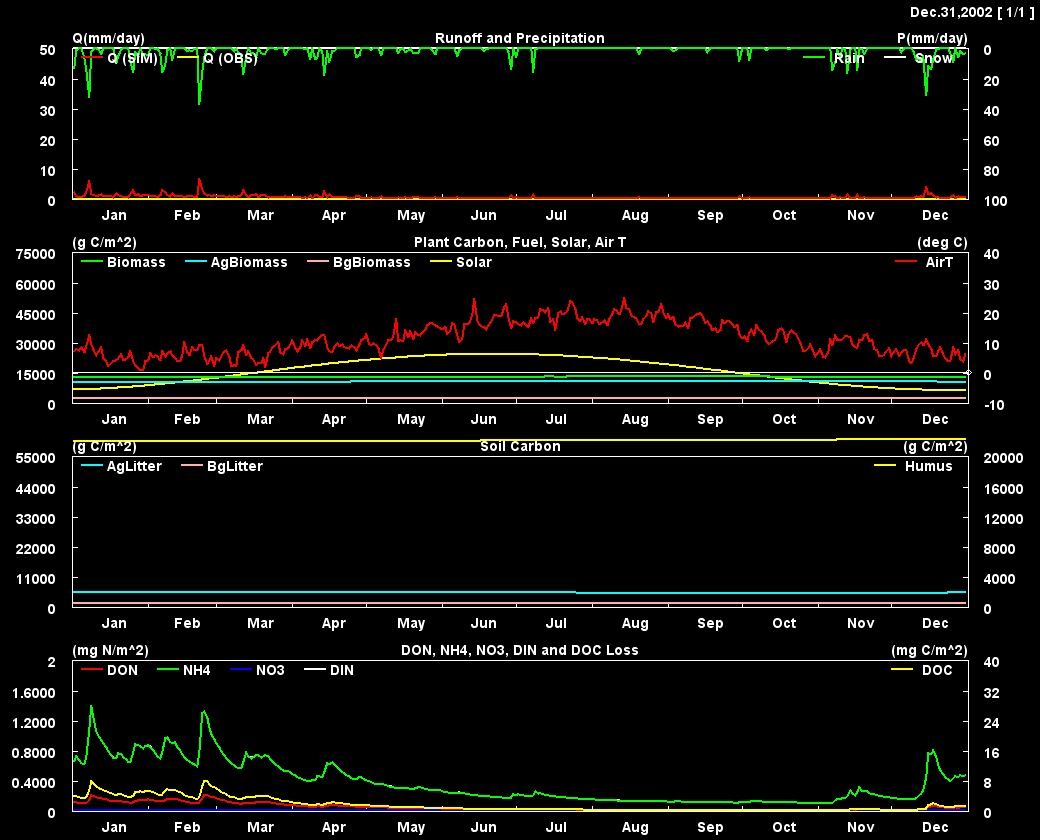 Dec.31,2002 [ 1/1 ]
Q(mm/day) Runoff and Precipitation P(mm/day)
50 Q (SIM) Q (OBS) Rain Snow 0
40 20
30 40
20 60
10 80
0 100
Jan Feb Mar Apr May Jun Jul Aug Sep Oct Nov Dec
(g C/m^2) Plant Carbon, Fuel, Solar, Air T (deg C)
75000 Biomass AgBiomass BgBiomass Solar AirT 40
60000 30
45000 20
30000 10
15000 0
0 -10
Jan Feb Mar Apr May Jun Jul Aug Sep Oct Nov Dec
(g C/m^2) Soil Carbon (g C/m^2)
55000 AgLitter BgLitter Humus 20000
44000 16000
33000 12000
22000 8000
11000 4000
0 0
Jan Feb Mar Apr May Jun Jul Aug Sep Oct Nov Dec
(mg N/m^2) DON, NH4, NO3, DIN and DOC Loss (mg C/m^2)
2 DON NH4 NO3 DIN DOC 40
1.6000 32
1.2000 24
0.8000 16
0.4000 8
0 0
Jan Feb Mar Apr May Jun Jul Aug Sep Oct Nov Dec